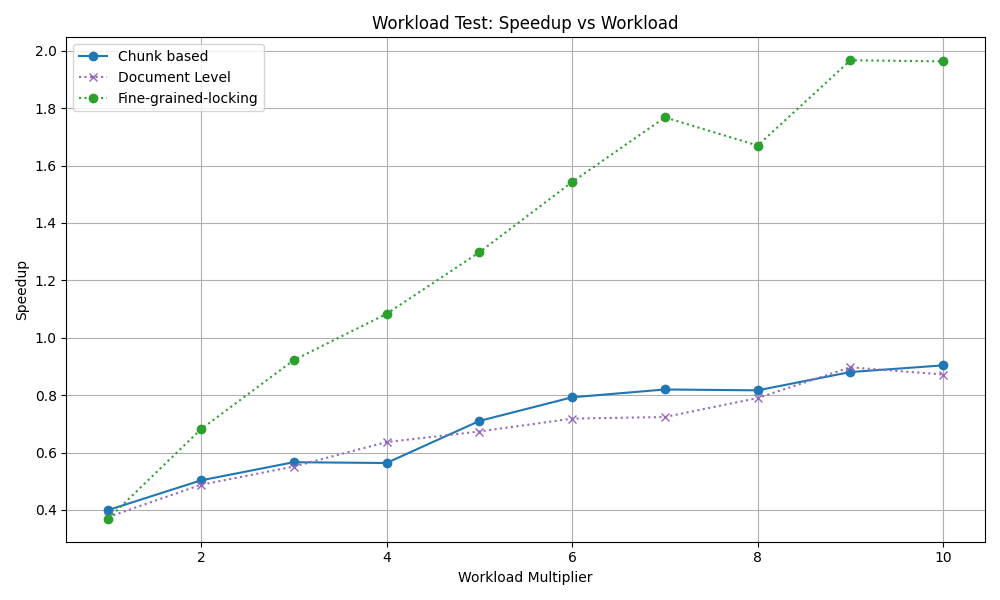 Workload Test: Speedup vs Workload
Chunk based
Document Level
Fine-grained-locking
Speedup
2.0
1.8
1.6
1.4
1.2
1.0
0.8
0.6
0.4
2
4
6
8
10
Workload Multiplier